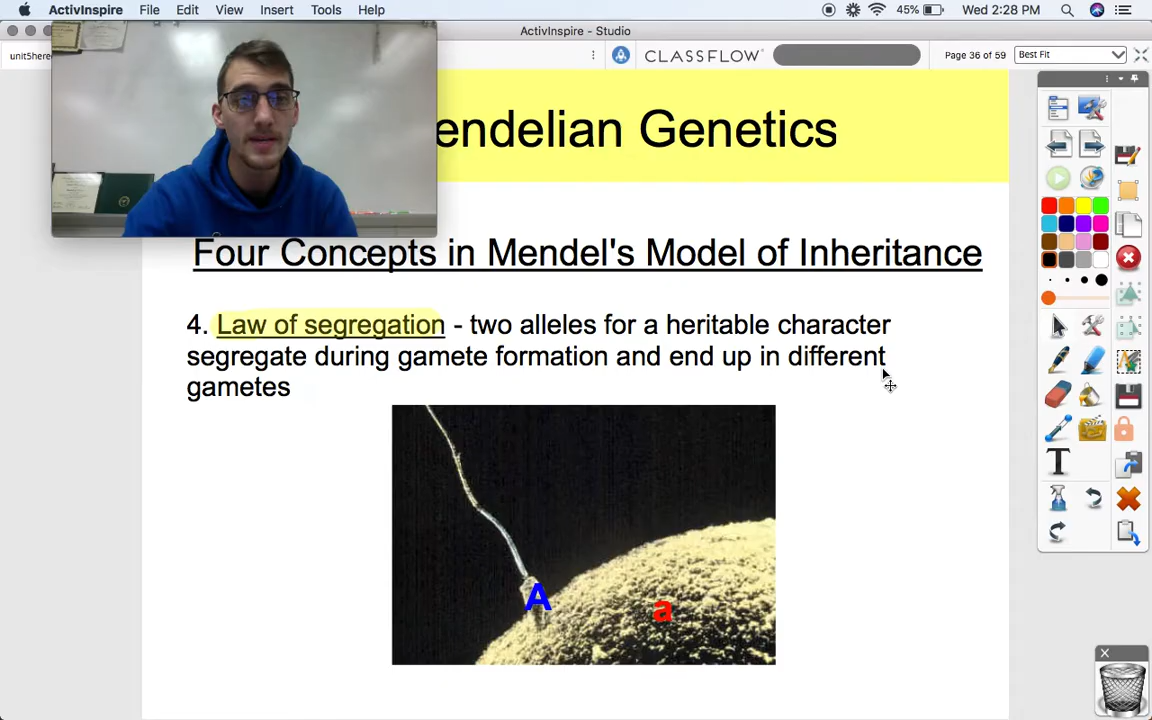 ActivInspire File Edit View Insert Tools Help 45% Wed 2:28 PM
ActivInspire - Studio
unit5here
CLASSFLOW
Page 36 of 59
Best Fit
endelian Genetics
Four Concepts in Mendel's Model of Inheritance
4. Law of segregation - two alleles for a heritable character
segregate during gamete formation and end up in different
gametes
A
a
T
X